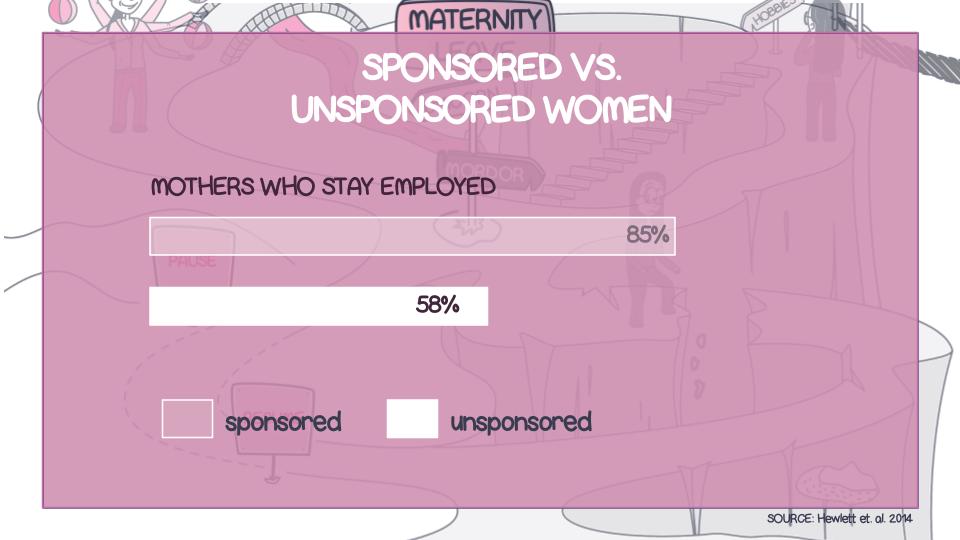 HOBBIES
MATERNITY
LEAVE
SPONSORED VS.
UNSPONSORED WOMEN
MORDOR
MOTHERS WHO STAY EMPLOYED
85%
PAUSE
58%
sponsored
unsponsored
SOURCE: Hewlett et. al. 2014